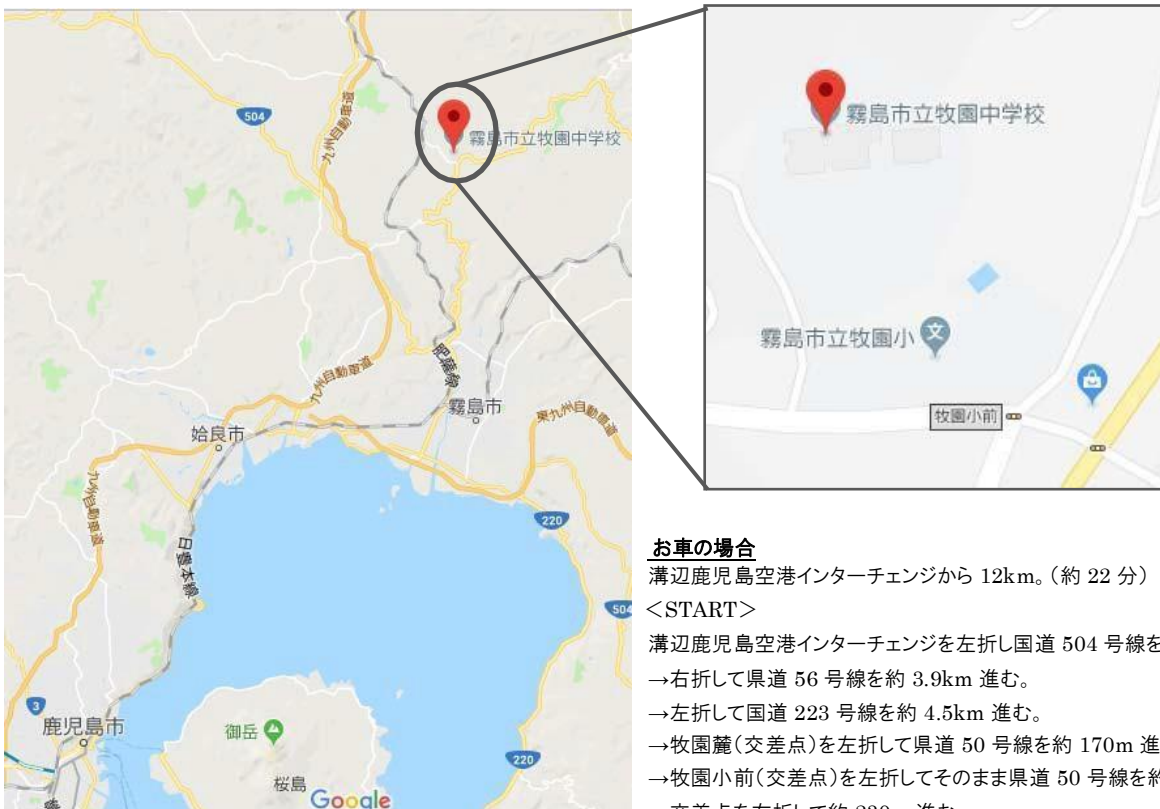 504
九州自動車道
霧島市立牧園中学校
九州自動車道
肥薩線
霧島市
東九州自動車道
姶良市
九州自動車道
日豊本線
220
504
3
鹿児島市
御岳
桜島
220
Google
霧島市立牧園中学校
霧島市立牧園小
文
牧園小前
お車の場合
溝辺鹿児島空港インターチェンジから 12km。（約 22 分）
＜START＞
溝辺鹿児島空港インターチェンジを左折し国道 504 号線を
→右折して県道 56 号線を約 3.9km 進む。
→左折して国道 223 号線を約 4.5km 進む。
→牧園麓（交差点）を左折して県道 50 号線を約 170m 進
→牧園小前（交差点）を左折してそのまま県道 50 号線を約